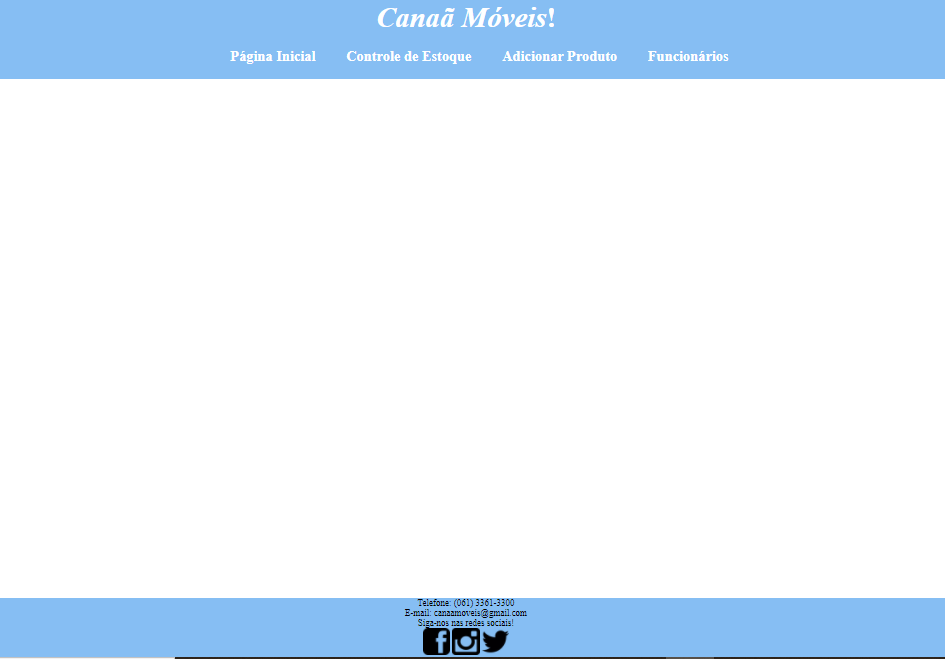 Canaã Móveis!
Página Inicial Controle de Estoque Adicionar Produto Funcionários
Telefone: (061) 3361-3300
E-mail: canaamoveis@gmail.com
Siga-nos nas redes sociais!